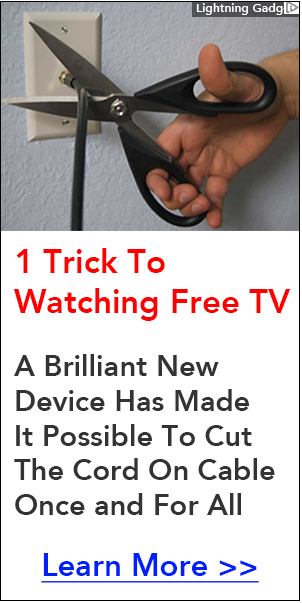 Lightning Gadg
1 Trick To
Watching Free TV
A Brilliant New
Device Has Made
It Possible To Cut
The Cord On Cable
Once and For All
Learn More >>